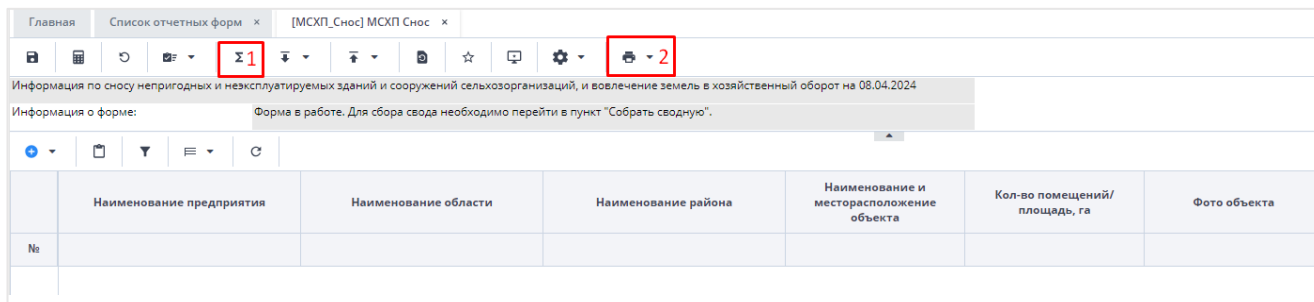 Главная Список отчетных форм × [МСХП_Снос] МСХП Снос ×
Σ 1 2
Информация по сносу непригодных и неэксплуатируемых зданий и сооружений сельхозорганизаций, и вовлечение земель в хозяйственный оборот на 08.04.2024
Информация о форме: Форма в работе. Для сбора свода необходимо перейти в пункт "Собрать сводную".
Наименование предприятия Наименование области Наименование района Наименование и месторасположение объекта Кол-во помещений/ площадь, га Фото объекта
№